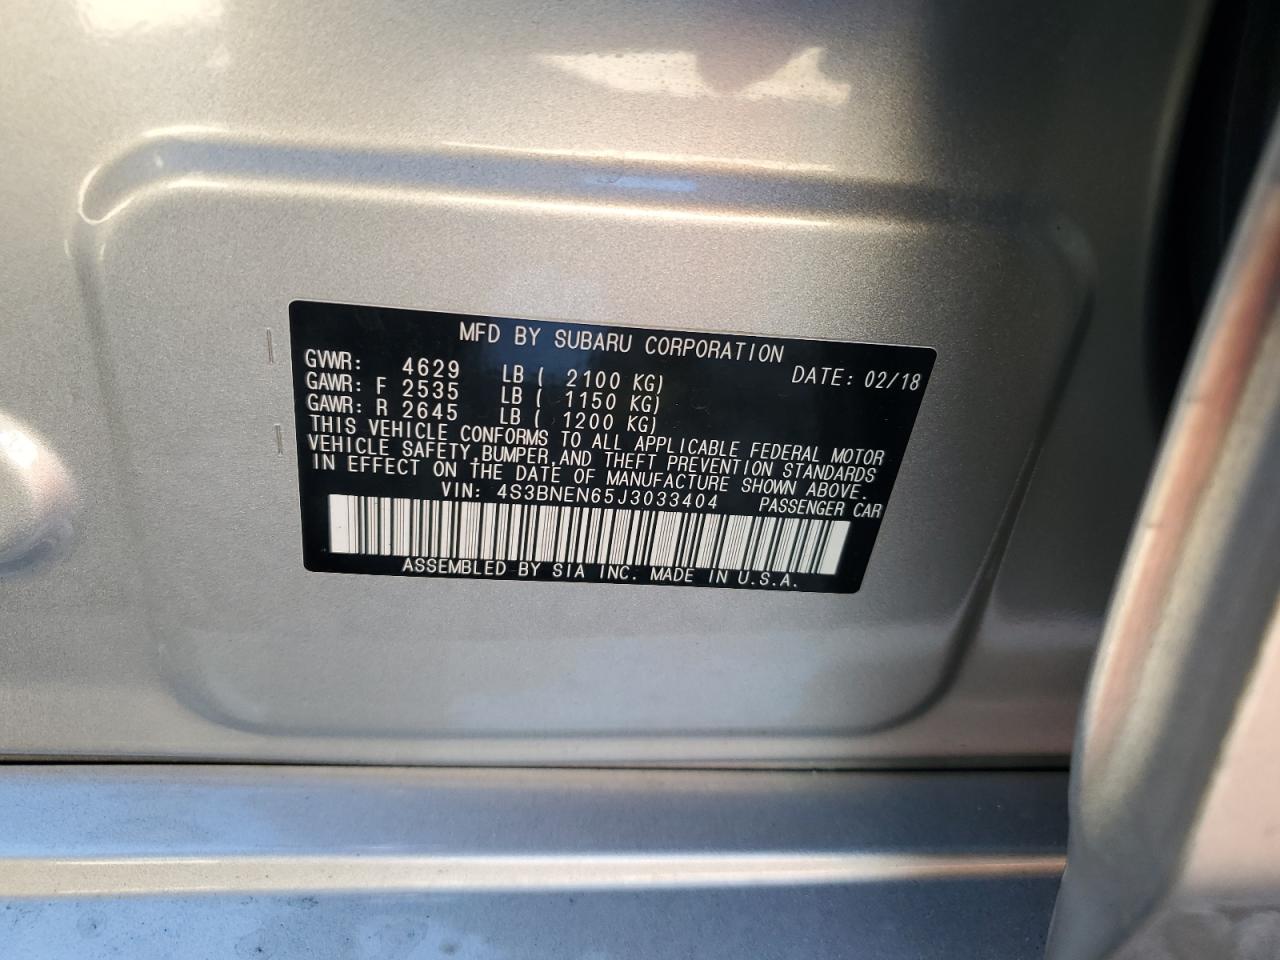 MFD BY SUBARU CORPORATION
DATE: 02/18
GVWR: 4629 LB ( 2100 KG)
GAWR: F 2535 LB ( 1150 KG)
GAWR: R 2645 LB ( 1200 KG)
THIS VEHICLE CONFORMS TO ALL APPLICABLE FEDERAL MOTOR
VEHICLE SAFETY,BUMPER,AND THEFT PREVENTION STANDARDS
IN EFFECT ON THE DATE OF MANUFACTURE SHOWN ABOVE.
VIN: 4S3BNEN65J3033404 PASSENGER CAR
ASSEMBLED BY SIA INC. MADE IN U.S.A.